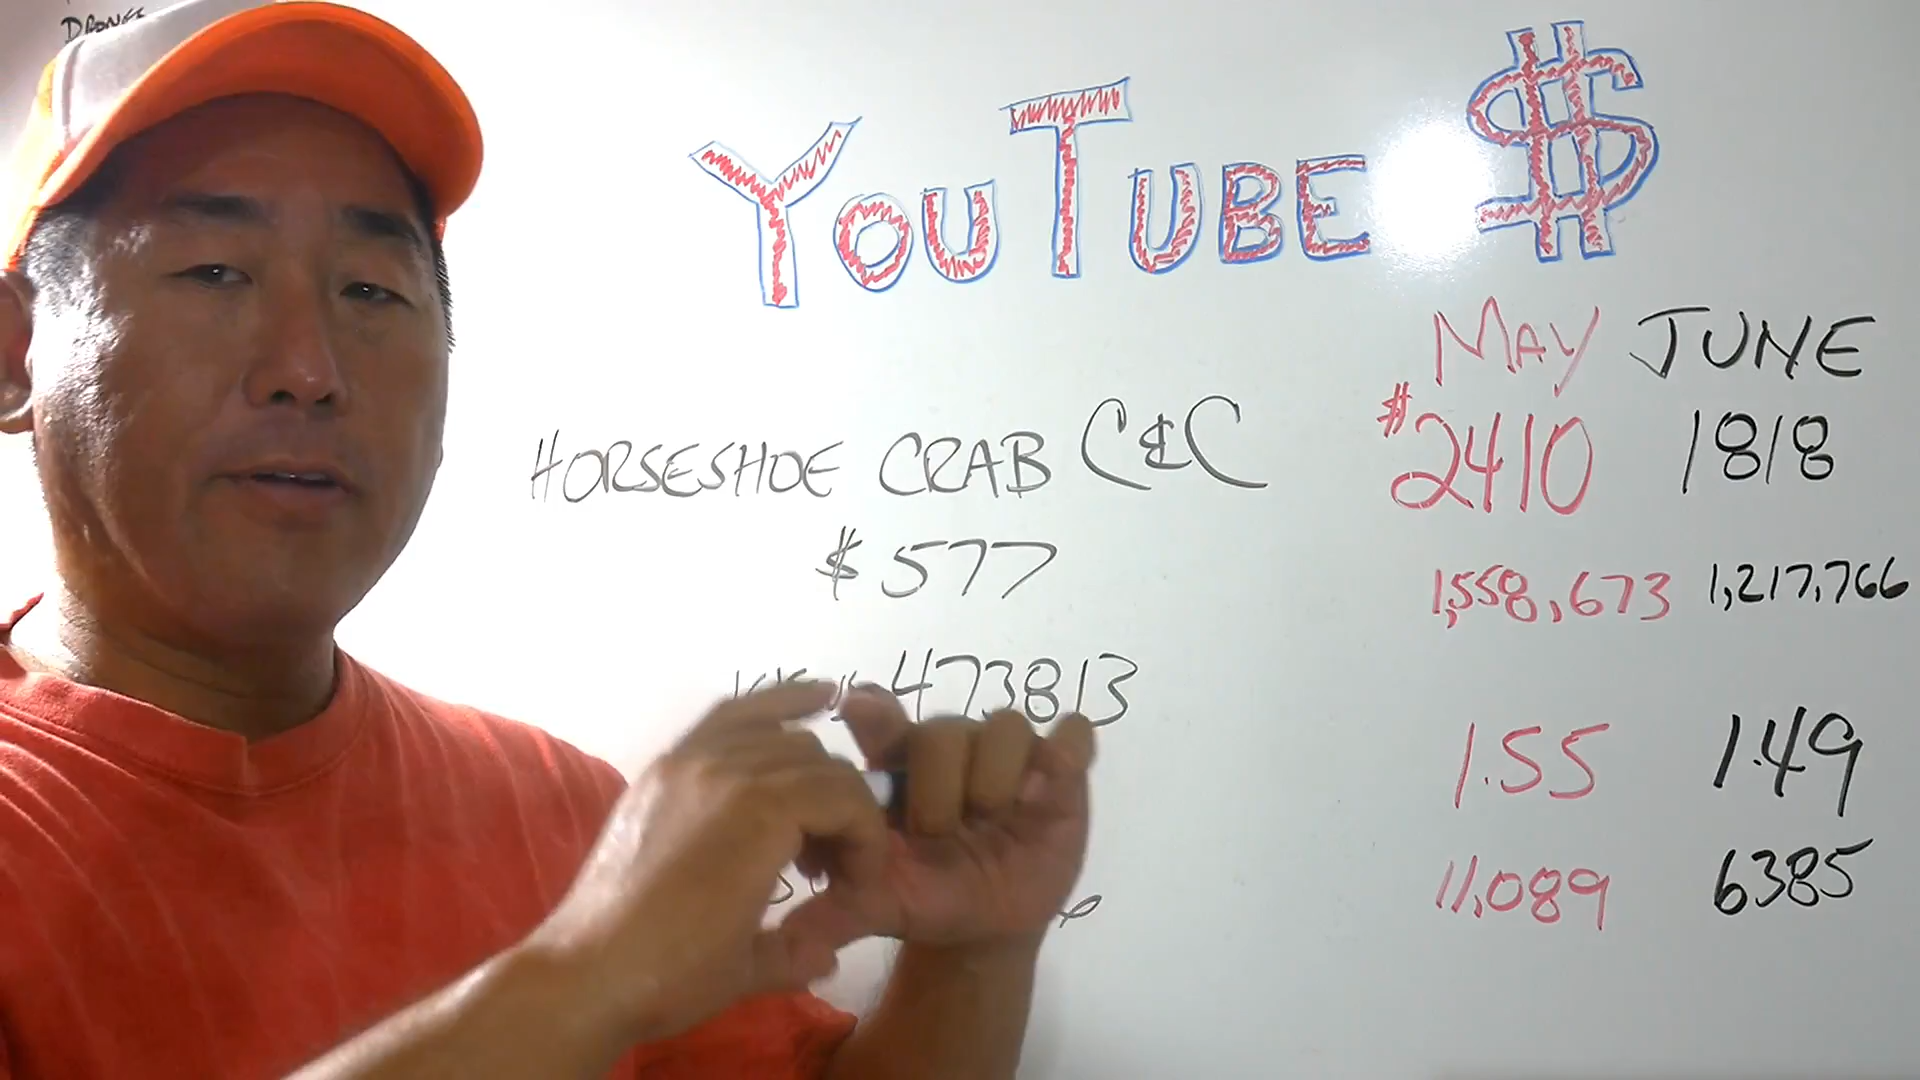 DRONES
YOUTUBE $
MAY JUNE
$2410 1818
HORSESHOE CRAB C&C
$577
1,558,673 1,217,766
473813
1.55 1.49
11,089 6385